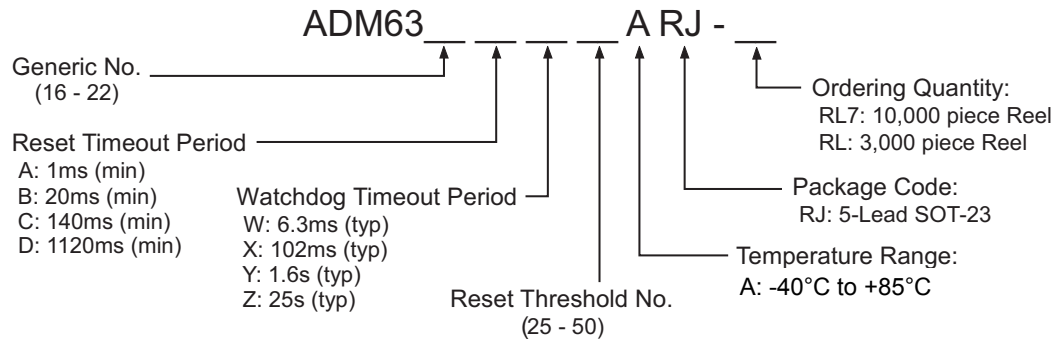 ADM63__ __ __ __ A RJ - __
Generic No.
(16 - 22)
Reset Timeout Period
A: 1ms (min)
B: 20ms (min)
C: 140ms (min)
D: 1120ms (min)
Watchdog Timeout Period
W: 6.3ms (typ)
X: 102ms (typ)
Y: 1.6s (typ)
Z: 25s (typ)
Reset Threshold No.
(25 - 50)
Ordering Quantity:
RL7: 10,000 piece Reel
RL: 3,000 piece Reel
Package Code:
RJ: 5-Lead SOT-23
Temperature Range:
A: -40°C to +85°C